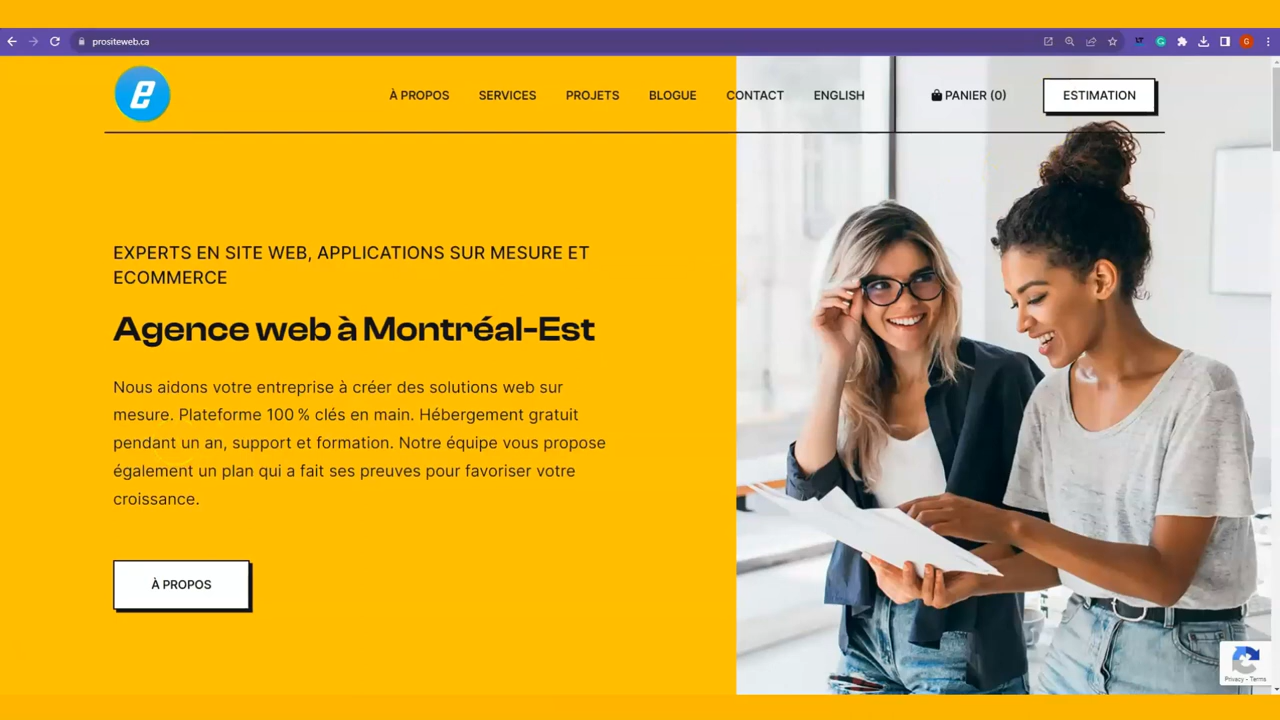 prositeweb.ca
G
e
À PROPOS SERVICES PROJETS BLOGUE CONTACT ENGLISH PANIER (0) ESTIMATION
EXPERTS EN SITE WEB, APPLICATIONS SUR MESURE ET
ECOMMERCE
Agence web à Montréal-Est
Nous aidons votre entreprise à créer des solutions web sur
mesure. Plateforme 100 % clés en main. Hébergement gratuit
pendant un an, support et formation. Notre équipe vous propose
également un plan qui a fait ses preuves pour favoriser votre
croissance.
À PROPOS
Privacy - Terms